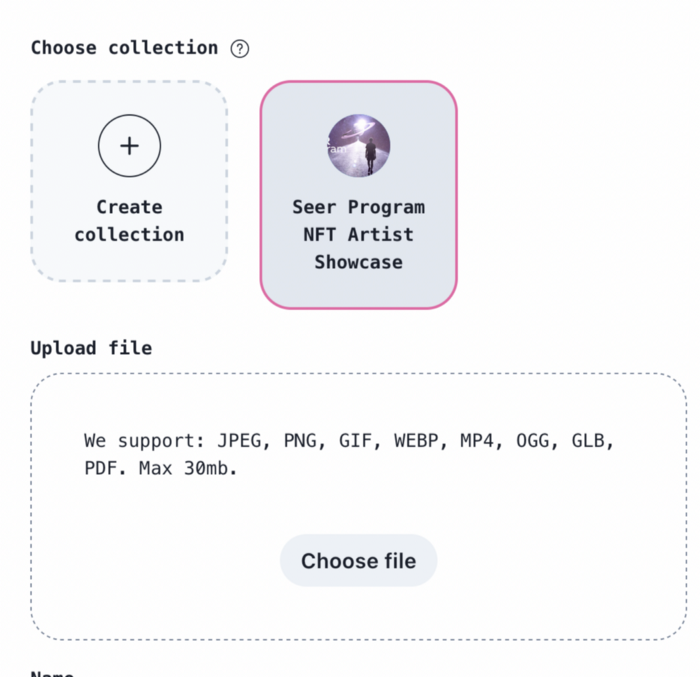 Choose collection ?
+
Create
collection
Seer Program
NFT Artist
Showcase
Upload file
We support: JPEG, PNG, GIF, WEBP, MP4, OGG, GLB,
PDF. Max 30mb.
Choose file